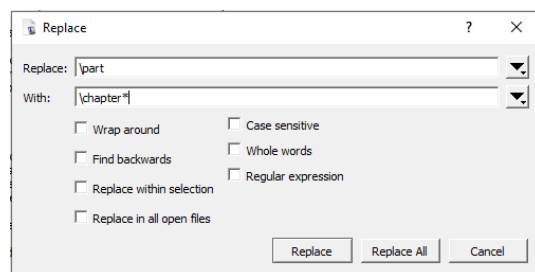 Replace ?
Replace: \part
With: \chapter*
Wrap around
Case sensitive
Find backwards
Whole words
Replace within selection
Regular expression
Replace in all open files
Replace Replace All Cancel